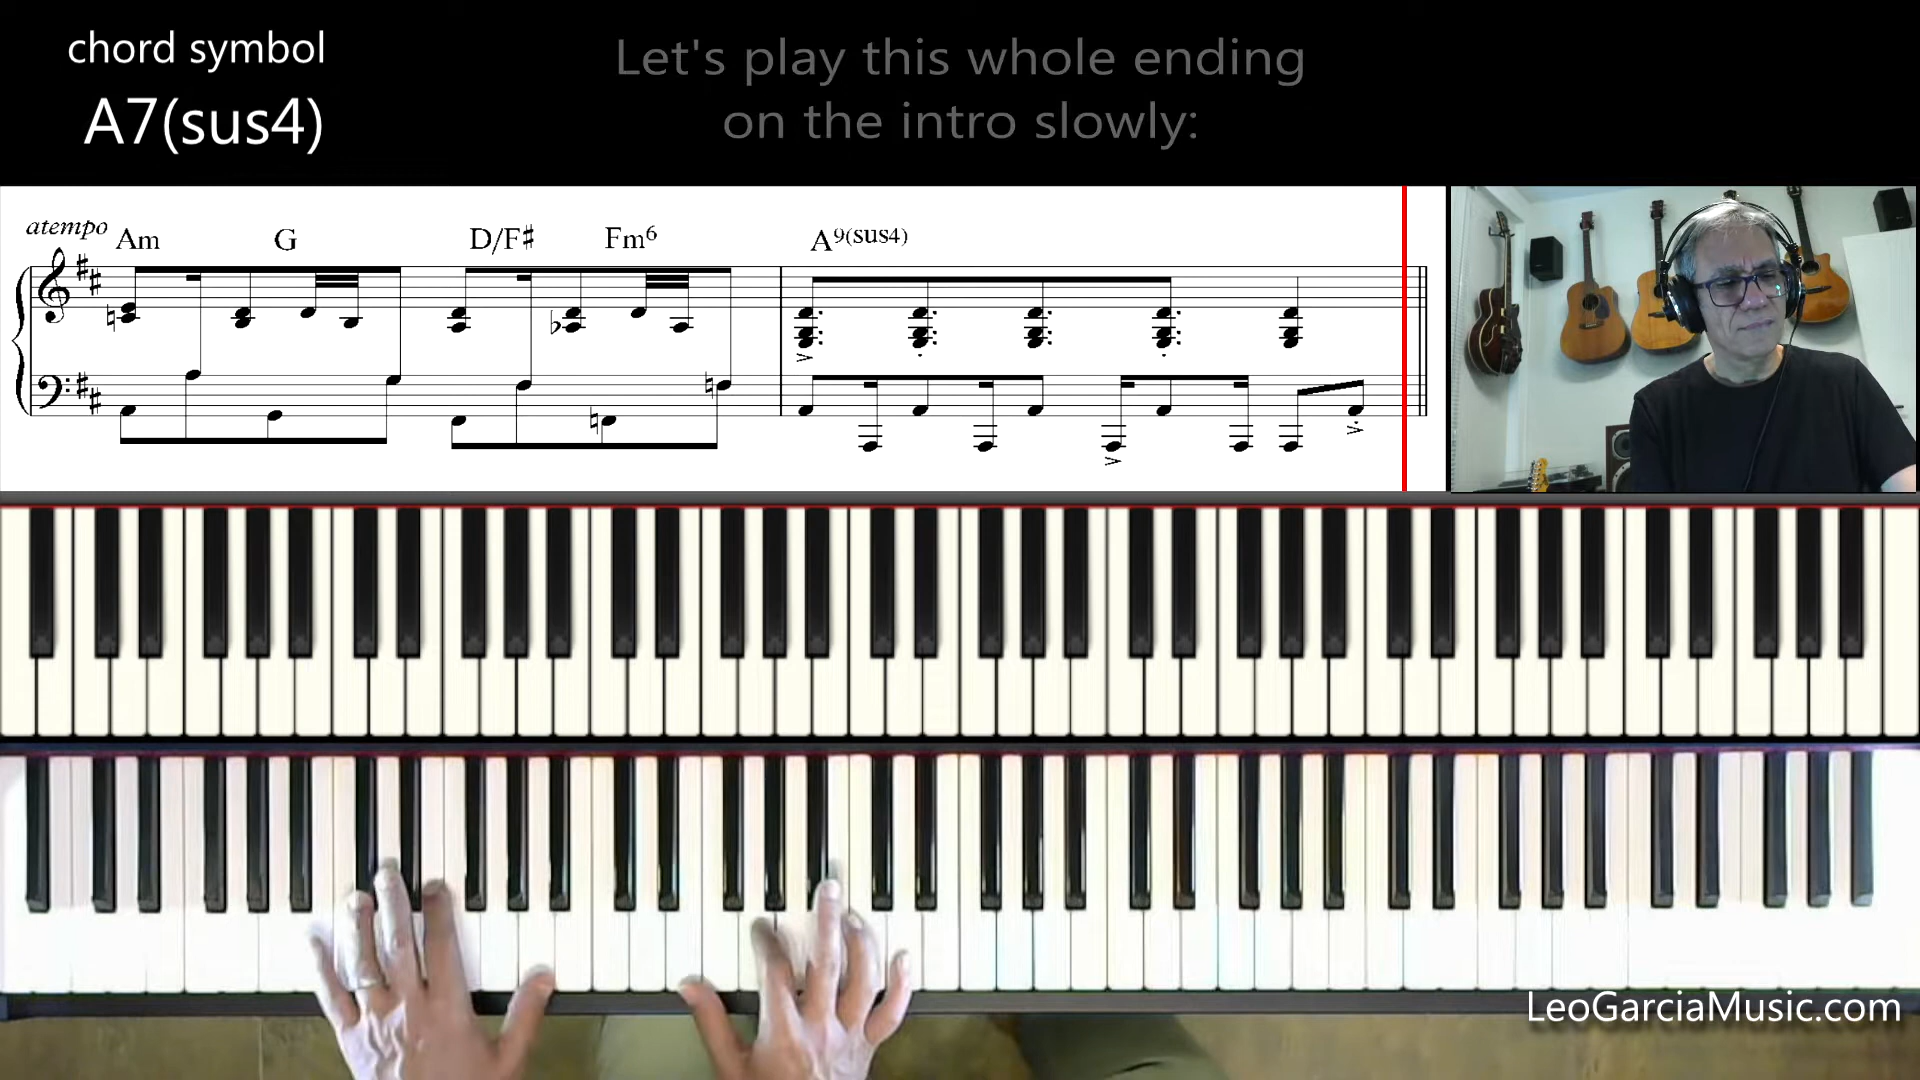 chord symbol
A7(sus4)
Let's play this whole ending
on the intro slowly:
atempo Am G D/F♯ Fm6 A9(sus4)
LeoGarciaMusic.com